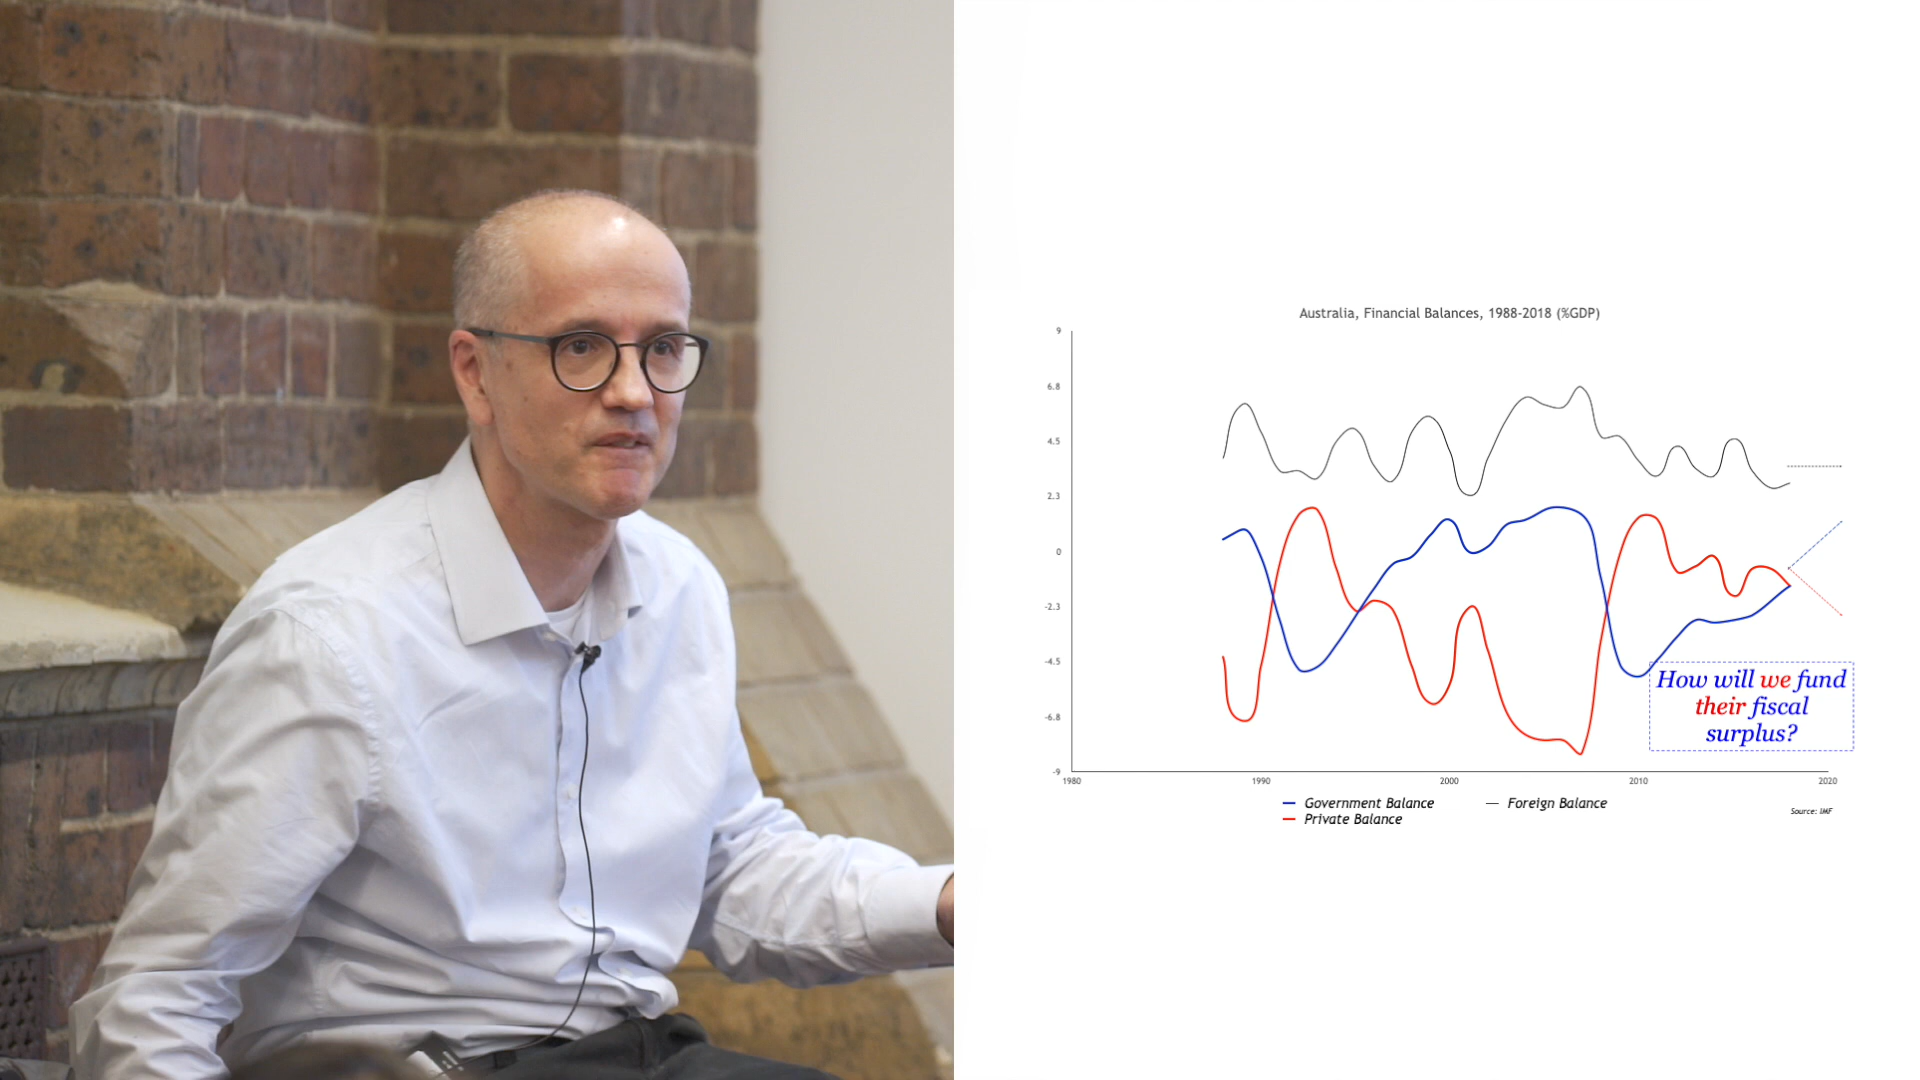 Australia, Financial Balances, 1988-2018 (%GDP)
9
6.8
4.5
2.3
0
-2.3
-4.5
-6.8
-9
1980
1990
2000
2010
2020
How will we fund
their fiscal
surplus?
Government Balance
Foreign Balance
Private Balance
Source: IMF